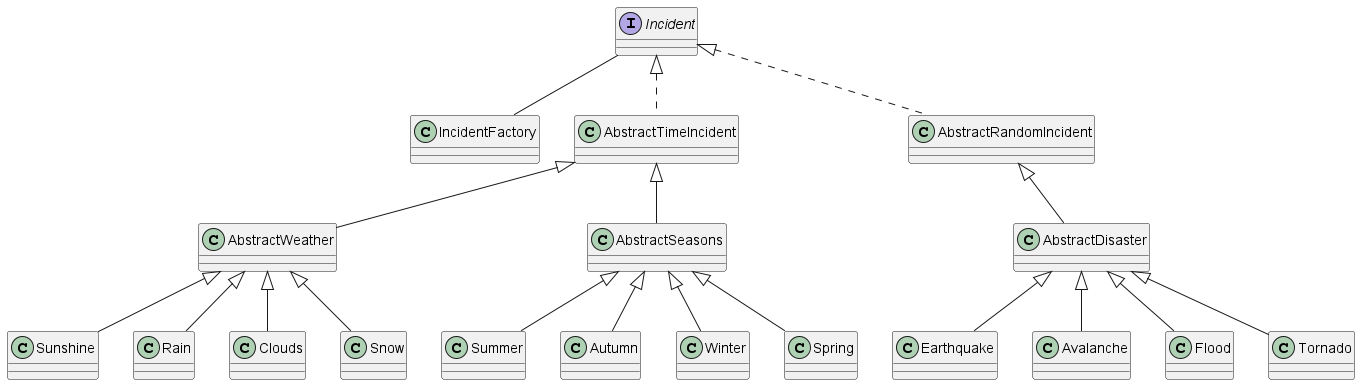 I Incident
C IncidentFactory
C AbstractTimeIncident
C AbstractRandomIncident
C AbstractWeather
C AbstractSeasons
C AbstractDisaster
C Sunshine
C Rain
C Clouds
C Snow
C Summer
C Autumn
C Winter
C Spring
C Earthquake
C Avalanche
C Flood
C Tornado